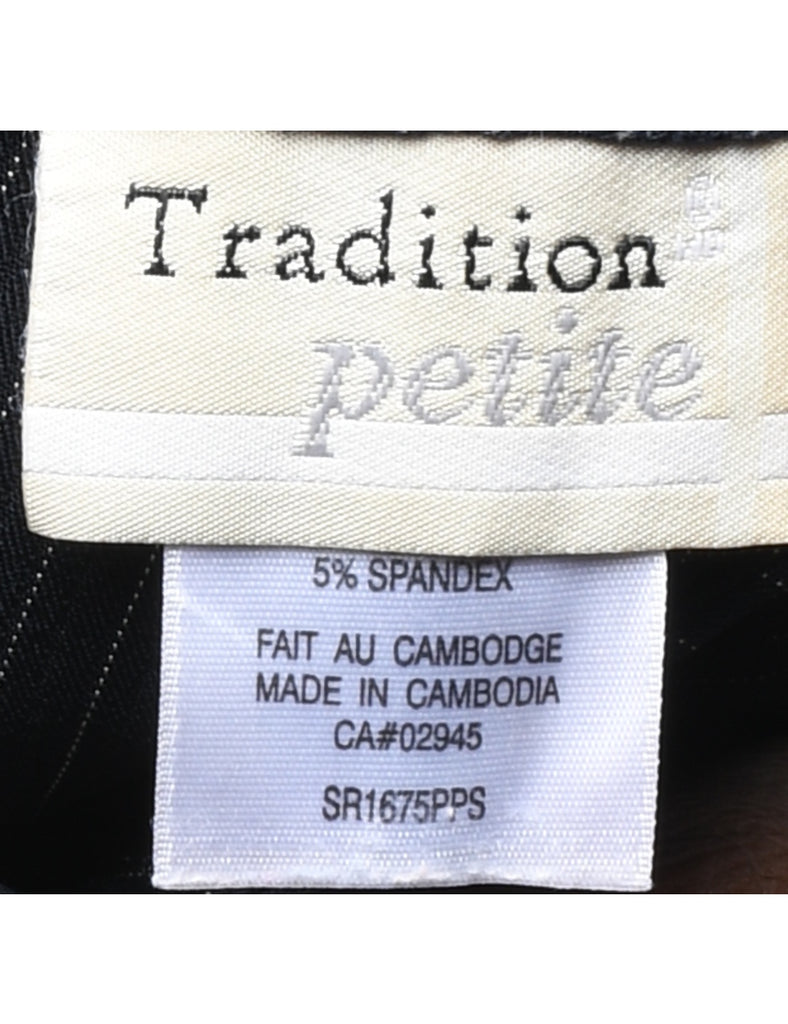 Tradition
petite
5% SPANDEX
FAIT AU CAMBODGE
MADE IN CAMBODIA
CA#02945
SR1675PPS